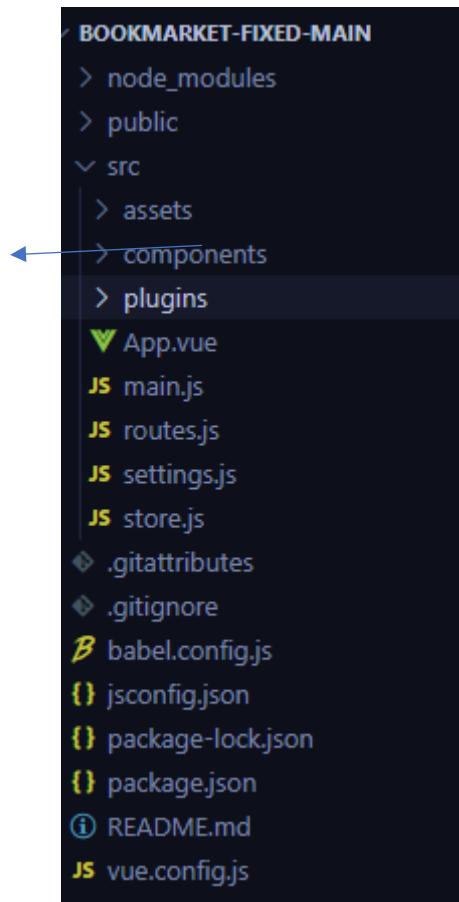 BOOKMARKET-FIXED-MAIN
node_modules
public
src
assets
components
plugins
App.vue
JS main.js
JS routes.js
JS settings.js
JS store.js
.gitattributes
.gitignore
B babel.config.js
{} jsconfig.json
{} package-lock.json
{} package.json
README.md
JS vue.config.js